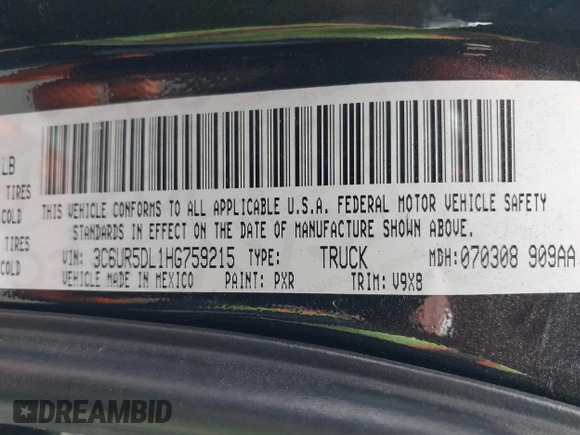 LB
TIRES
COLD
TIRES
COLD
THIS VEHICLE CONFORMS TO ALL APPLICABLE U.S.A. FEDERAL MOTOR VEHICLE SAFETY
STANDARDS IN EFFECT ON THE DATE OF MANUFACTURE SHOWN ABOVE.
VIN: 3C6UR5DL1HG759215 TYPE: TRUCK MDH: 070308 909AA
VEHICLE MADE IN MEXICO PAINT: PXR TRIM: V9X8
DREAMBID